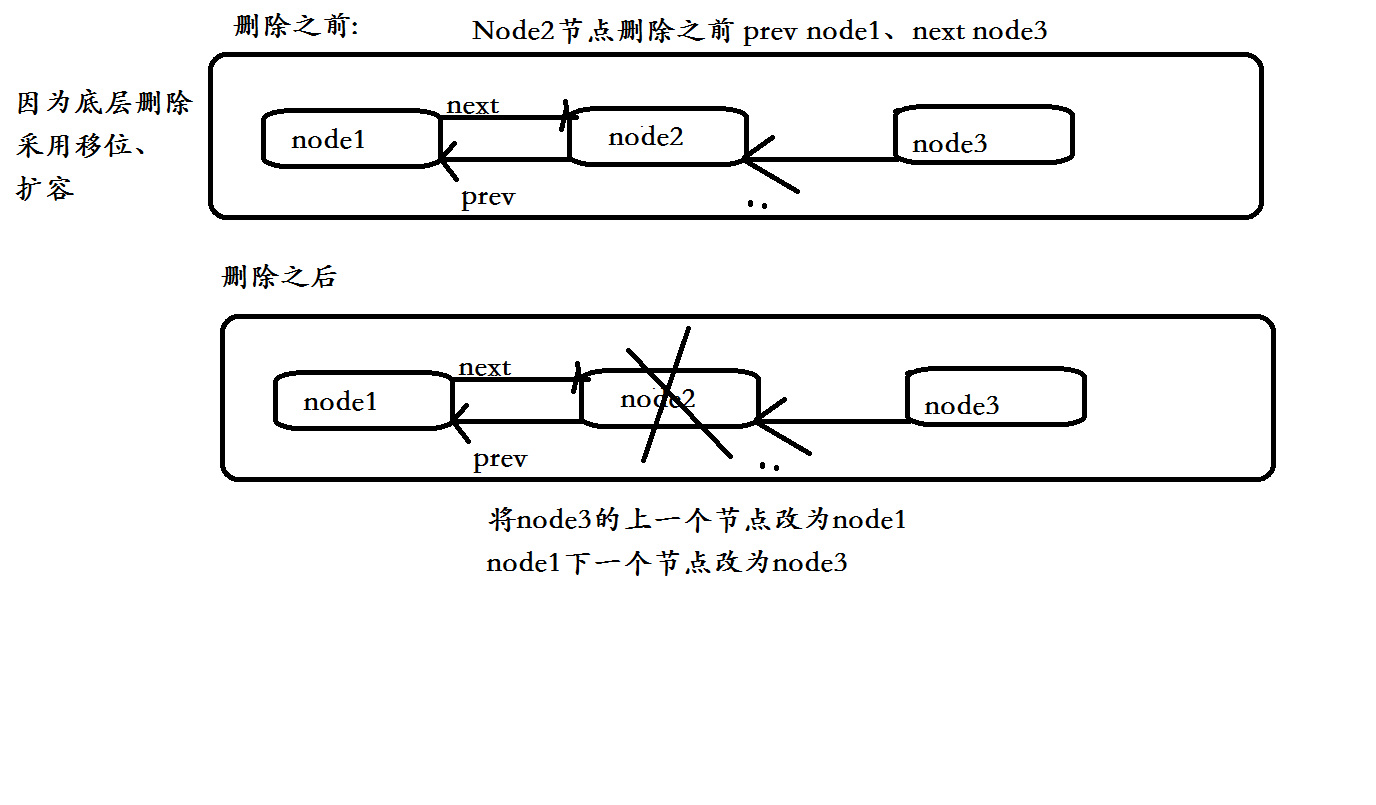 删除之前:
Node2节点删除之前 prev node1、next node3
因为底层删除
采用移位、
扩容
next
node1
node2
node3
prev
删除之后
next
node1
node2
node3
prev
将node3的上一个节点改为node1
node1下一个节点改为node3